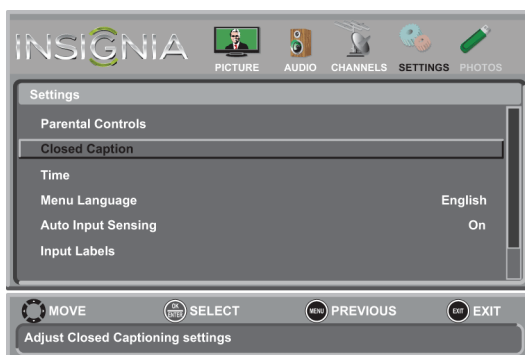 INSIGNIA
PICTURE AUDIO CHANNELS SETTINGS PHOTOS
Settings
Parental Controls
Closed Caption
Time
Menu Language English
Auto Input Sensing On
Input Labels
MOVE OK ENTER SELECT MENU PREVIOUS EXIT EXIT
Adjust Closed Captioning settings